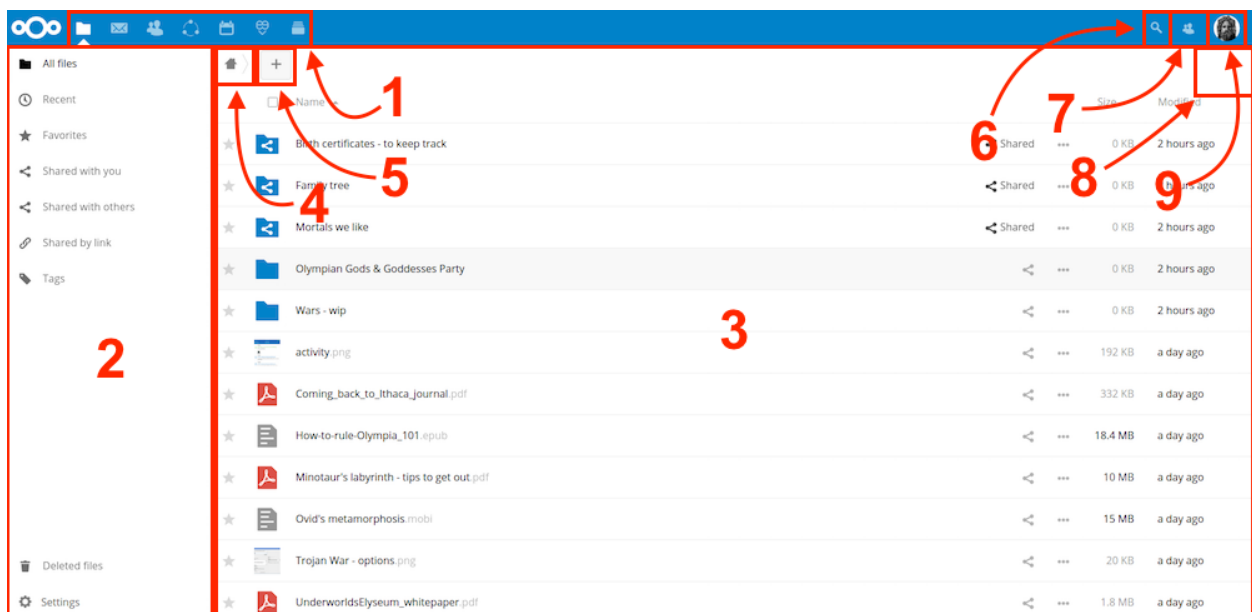 All files
Recent
Favorites
Shared with you
Shared with others
Shared by link
Tags
Deleted files
Settings
1
2
3
4
5
6
7
8
9
Name Size Modified
Birth certificates - to keep track Shared 0 KB 2 hours ago
Family tree Shared 0 KB hours ago
Mortals we like Shared 0 KB 2 hours ago
Olympian Gods & Goddesses Party 0 KB 2 hours ago
Wars - wip 0 KB 2 hours ago
activity.png 192 KB a day ago
Coming_back_to_Ithaca_journal.pdf 332 KB a day ago
How-to-rule-Olympia_101.epub 18.4 MB a day ago
Minotaur's labyrinth - tips to get out.pdf 10 MB a day ago
Ovid's metamorphosis.mobi 15 MB a day ago
Trojan War - options.png 20 KB a day ago
UnderworldsElyseum_whitepaper.pdf 1.8 MB a day ago